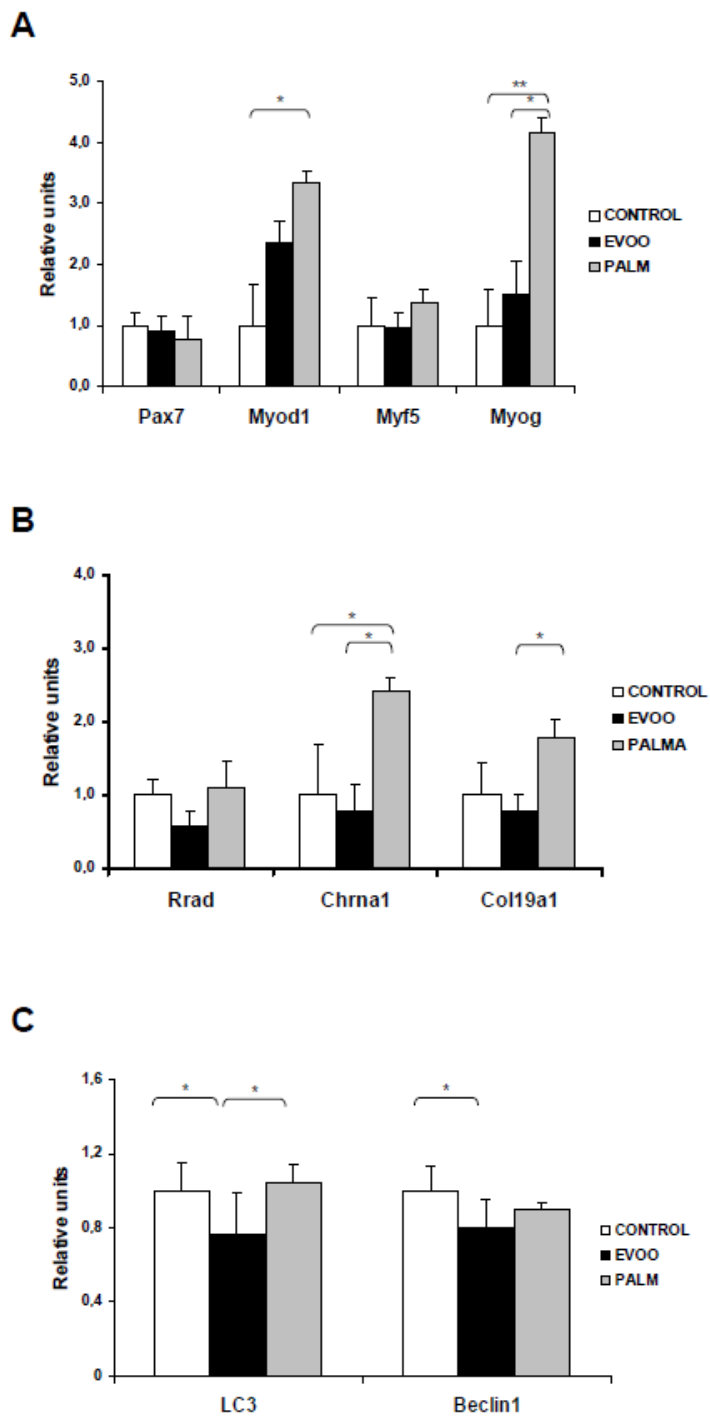 A
5,0
4,0
3,0
2,0
1,0
0,0
Relative units
*
**
*
Pax7 Myod1 Myf5 Myog
CONTROL
EVOO
PALM
B
4,0
3,0
2,0
1,0
0,0
Relative units
*
*
*
Rrad Chrna1 Col19a1
CONTROL
EVOO
PALMA
C
1,6
1,2
0,8
0,4
0
Relative units
* * *
LC3 Beclin1
CONTROL
EVOO
PALM